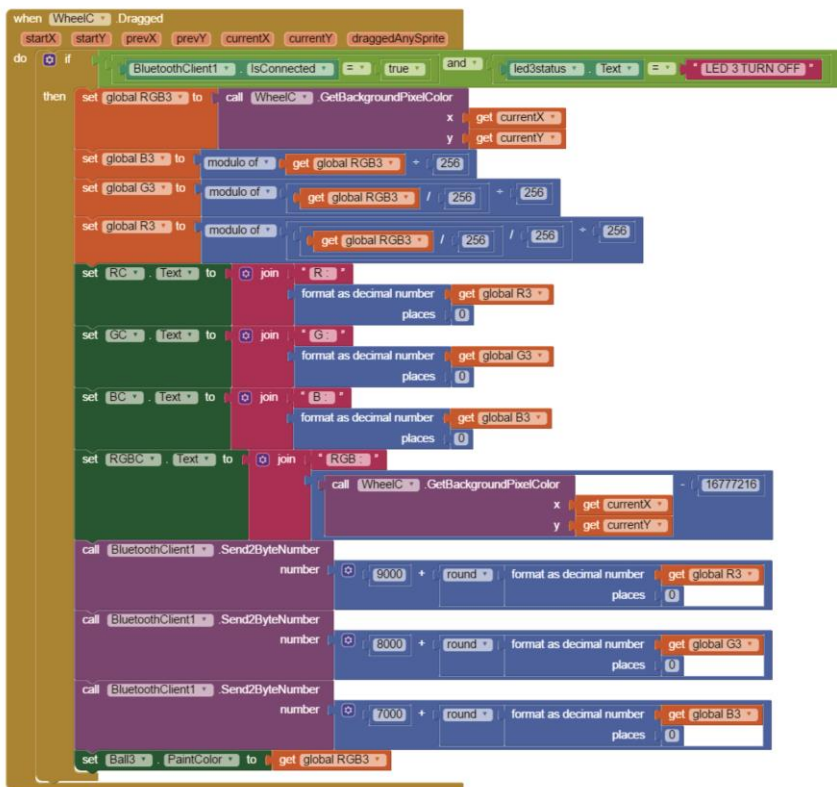 when WheelC .Dragged
startX startY prevX prevY currentX currentY draggedAnySprite
do if BluetoothClient1 . IsConnected = true and led3status . Text = " LED 3 TURN OFF "
then set global RGB3 to call WheelC .GetBackgroundPixelColor
x get currentX
y get currentY
set global B3 to modulo of get global RGB3 ÷ 256
set global G3 to modulo of get global RGB3 / 256 ÷ 256
set global R3 to modulo of get global RGB3 / 256 / 256 ÷ 256
set RC . Text to join " R : "
format as decimal number get global R3
places 0
set GC . Text to join " G : "
format as decimal number get global G3
places 0
set BC . Text to join " B : "
format as decimal number get global B3
places 0
set RGBC . Text to join " RGB : "
call WheelC .GetBackgroundPixelColor - 16777216
x get currentX
y get currentY
call BluetoothClient1 .Send2ByteNumber
number 9000 + round format as decimal number get global R3
places 0
call BluetoothClient1 .Send2ByteNumber
number 8000 + round format as decimal number get global G3
places 0
call BluetoothClient1 .Send2ByteNumber
number 7000 + round format as decimal number get global B3
places 0
set Ball3 . PaintColor to get global RGB3